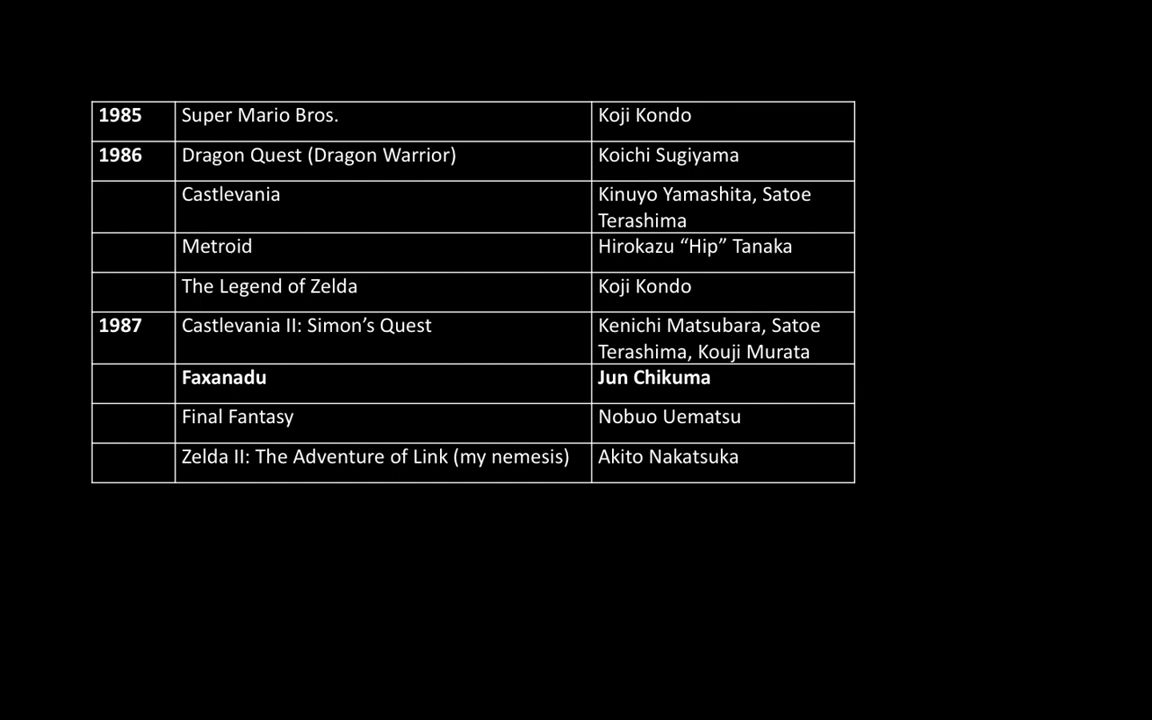 1985 Super Mario Bros. Koji Kondo
1986 Dragon Quest (Dragon Warrior) Koichi Sugiyama
Castlevania Kinuyo Yamashita, Satoe
Terashima
Metroid Hirokazu “Hip” Tanaka
The Legend of Zelda Koji Kondo
1987 Castlevania II: Simon’s Quest Kenichi Matsubara, Satoe
Terashima, Kouji Murata
Faxanadu Jun Chikuma
Final Fantasy Nobuo Uematsu
Zelda II: The Adventure of Link (my nemesis) Akito Nakatsuka